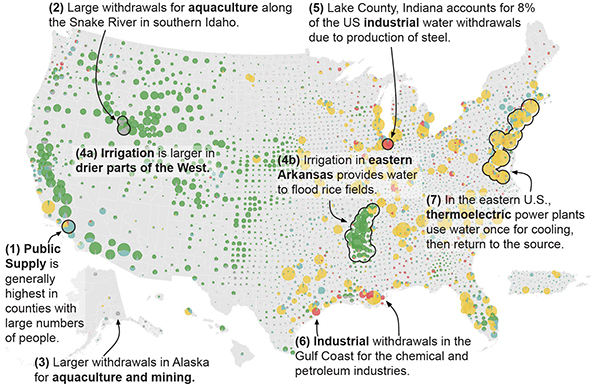 (2) Large withdrawals for aquaculture along
the Snake River in southern Idaho.
(5) Lake County, Indiana accounts for 8%
of the US industrial water withdrawals
due to production of steel.
(4a) Irrigation is larger in
drier parts of the West.
(4b) Irrigation in eastern
Arkansas provides water
to flood rice fields.
(7) In the eastern U.S.,
thermoelectric power plants
use water once for cooling,
then return to the source.
(1) Public
Supply is
generally
highest in
counties with
large numbers
of people.
(3) Larger withdrawals in Alaska
for aquaculture and mining.
(6) Industrial withdrawals in the
Gulf Coast for the chemical and
petroleum industries.